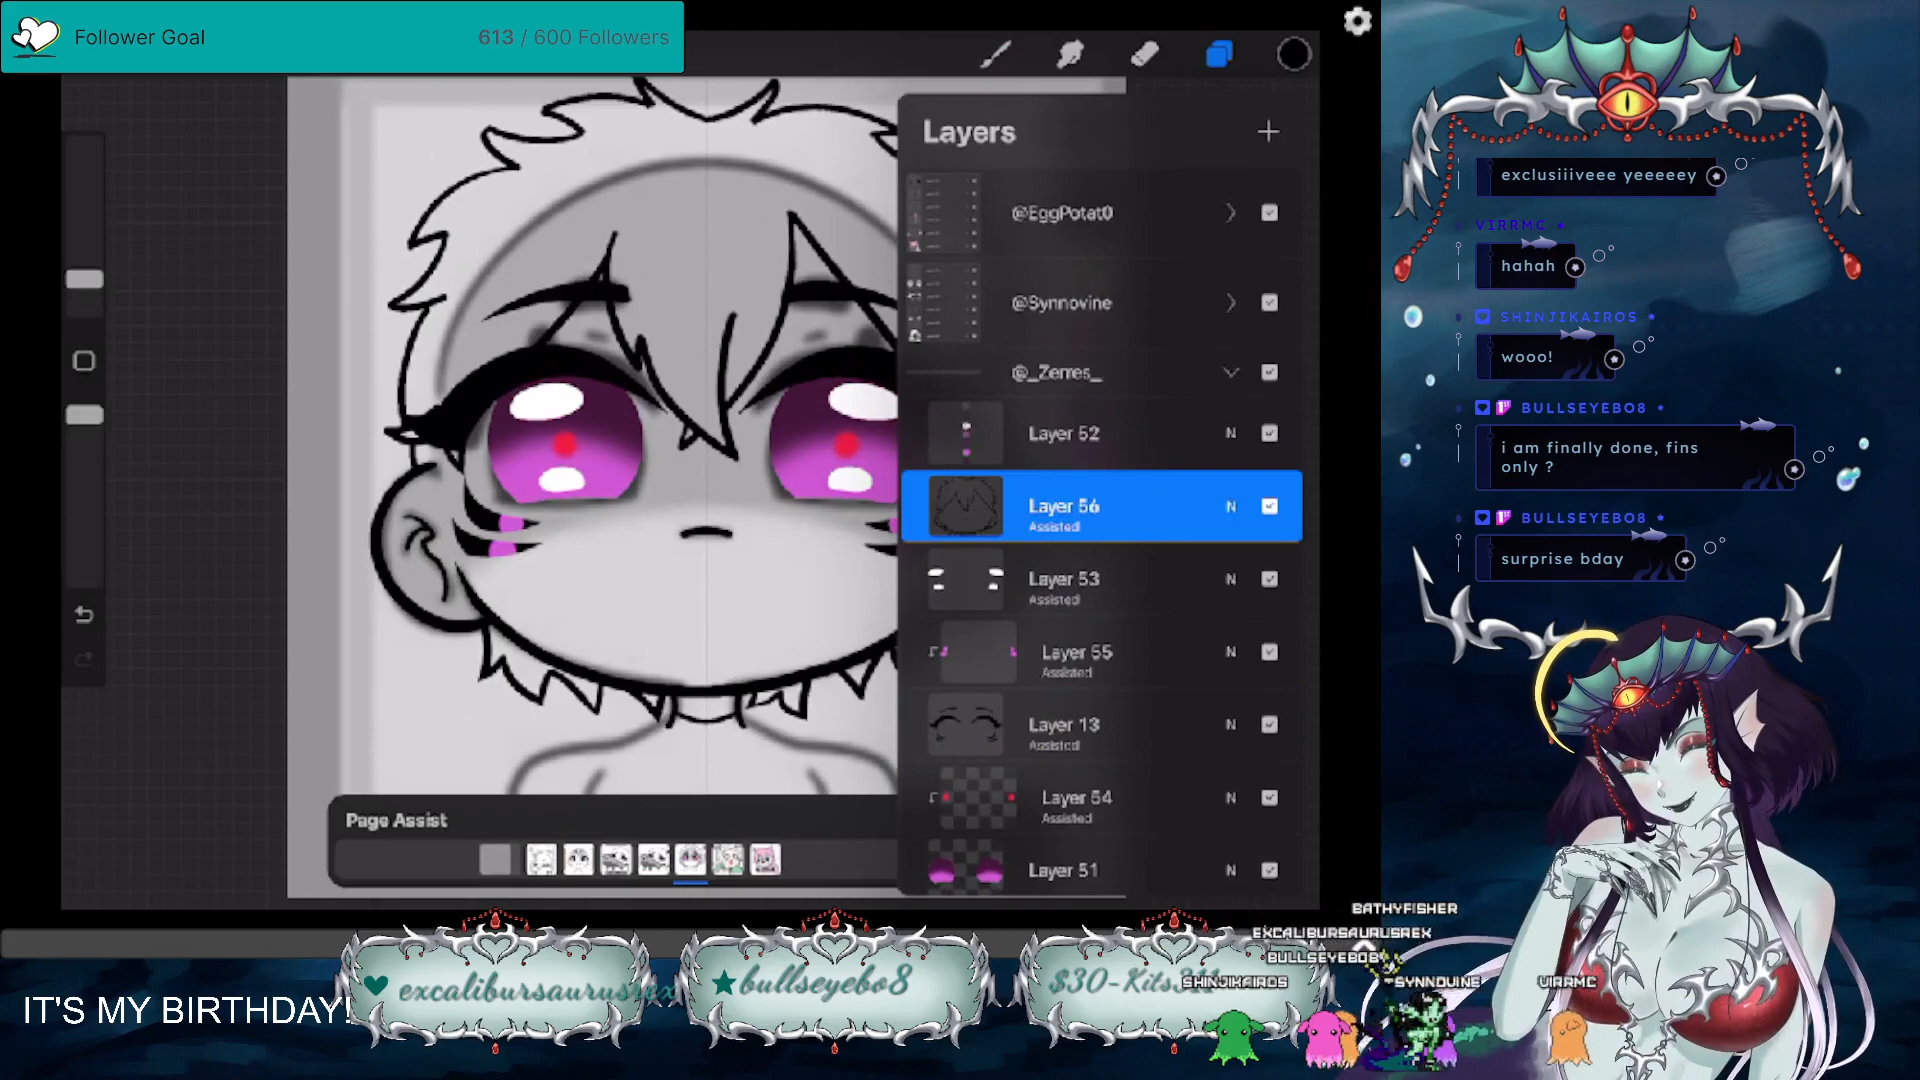 Follower Goal
613 / 600 Followers
Layers
@EggPotat0
@Synnovine
@_Zerres_
Layer 52
N
Layer 56
N
Assisted
Layer 53
N
Assisted
Layer 55
N
Assisted
Layer 13
N
Assisted
Layer 54
N
Assisted
Layer 51
N
Page Assist
exclusiiiveee yeeeeey
VIRRMC
hahah
SHINJIKAIROS
wooo!
BULLSEYEBO8
i am finally done, fins
only ?
BULLSEYEBO8
surprise bday
IT'S MY BIRTHDAY!
excalibursaurusrex
bullseyebo8
$30-Kits311
BATHYFISHER
EXCALIBURSAURUSREX
BULLSEYEBO8
SHINJIKAIROS
SYNNOVINE
VIRRMC